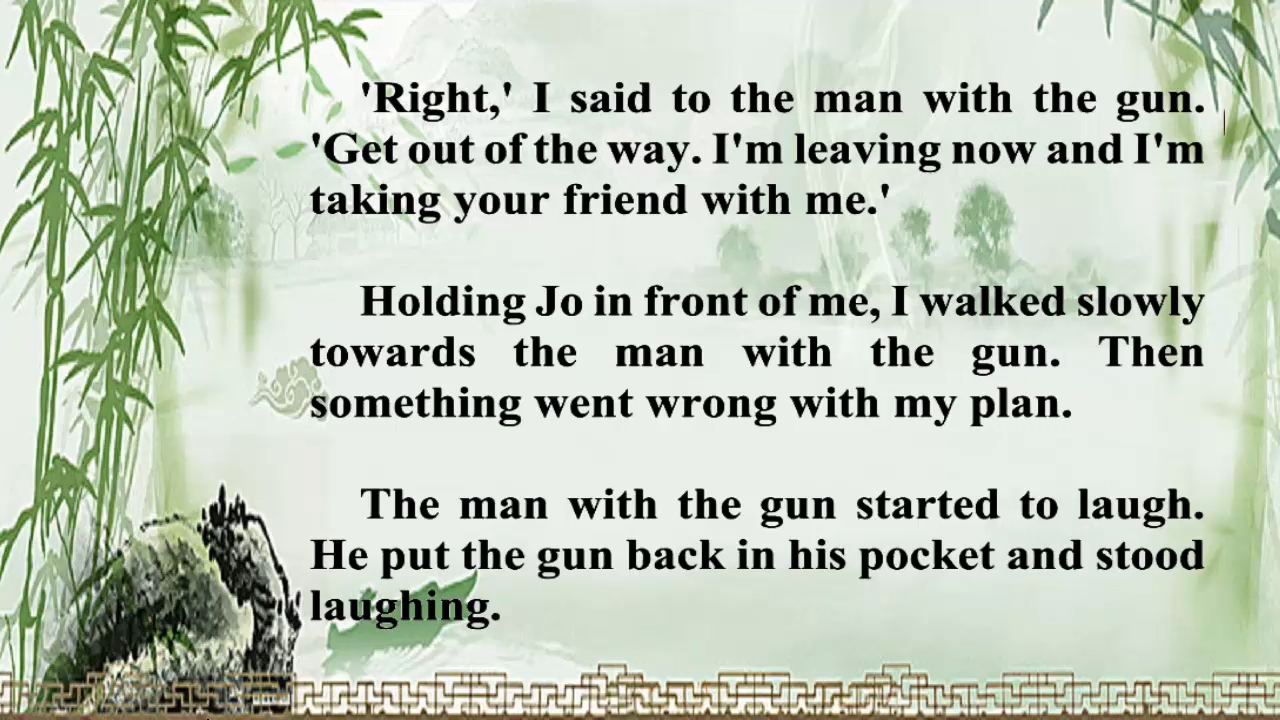 'Right,' I said to the man with the gun.
'Get out of the way. I'm leaving now and I'm
taking your friend with me.'
Holding Jo in front of me, I walked slowly
towards the man with the gun. Then
something went wrong with my plan.
The man with the gun started to laugh.
He put the gun back in his pocket and stood
laughing.